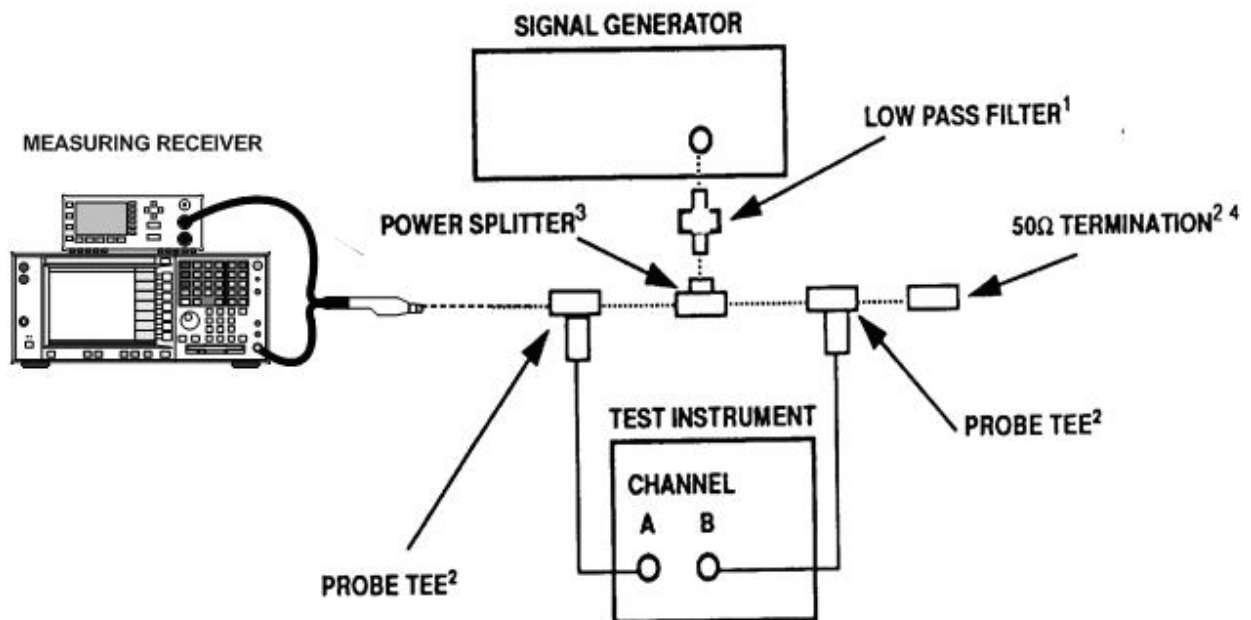 SIGNAL GENERATOR
LOW PASS FILTER¹
MEASURING RECEIVER
POWER SPLITTER³
50Ω TERMINATION² ⁴
TEST INSTRUMENT
PROBE TEE²
CHANNEL
A B
PROBE TEE²